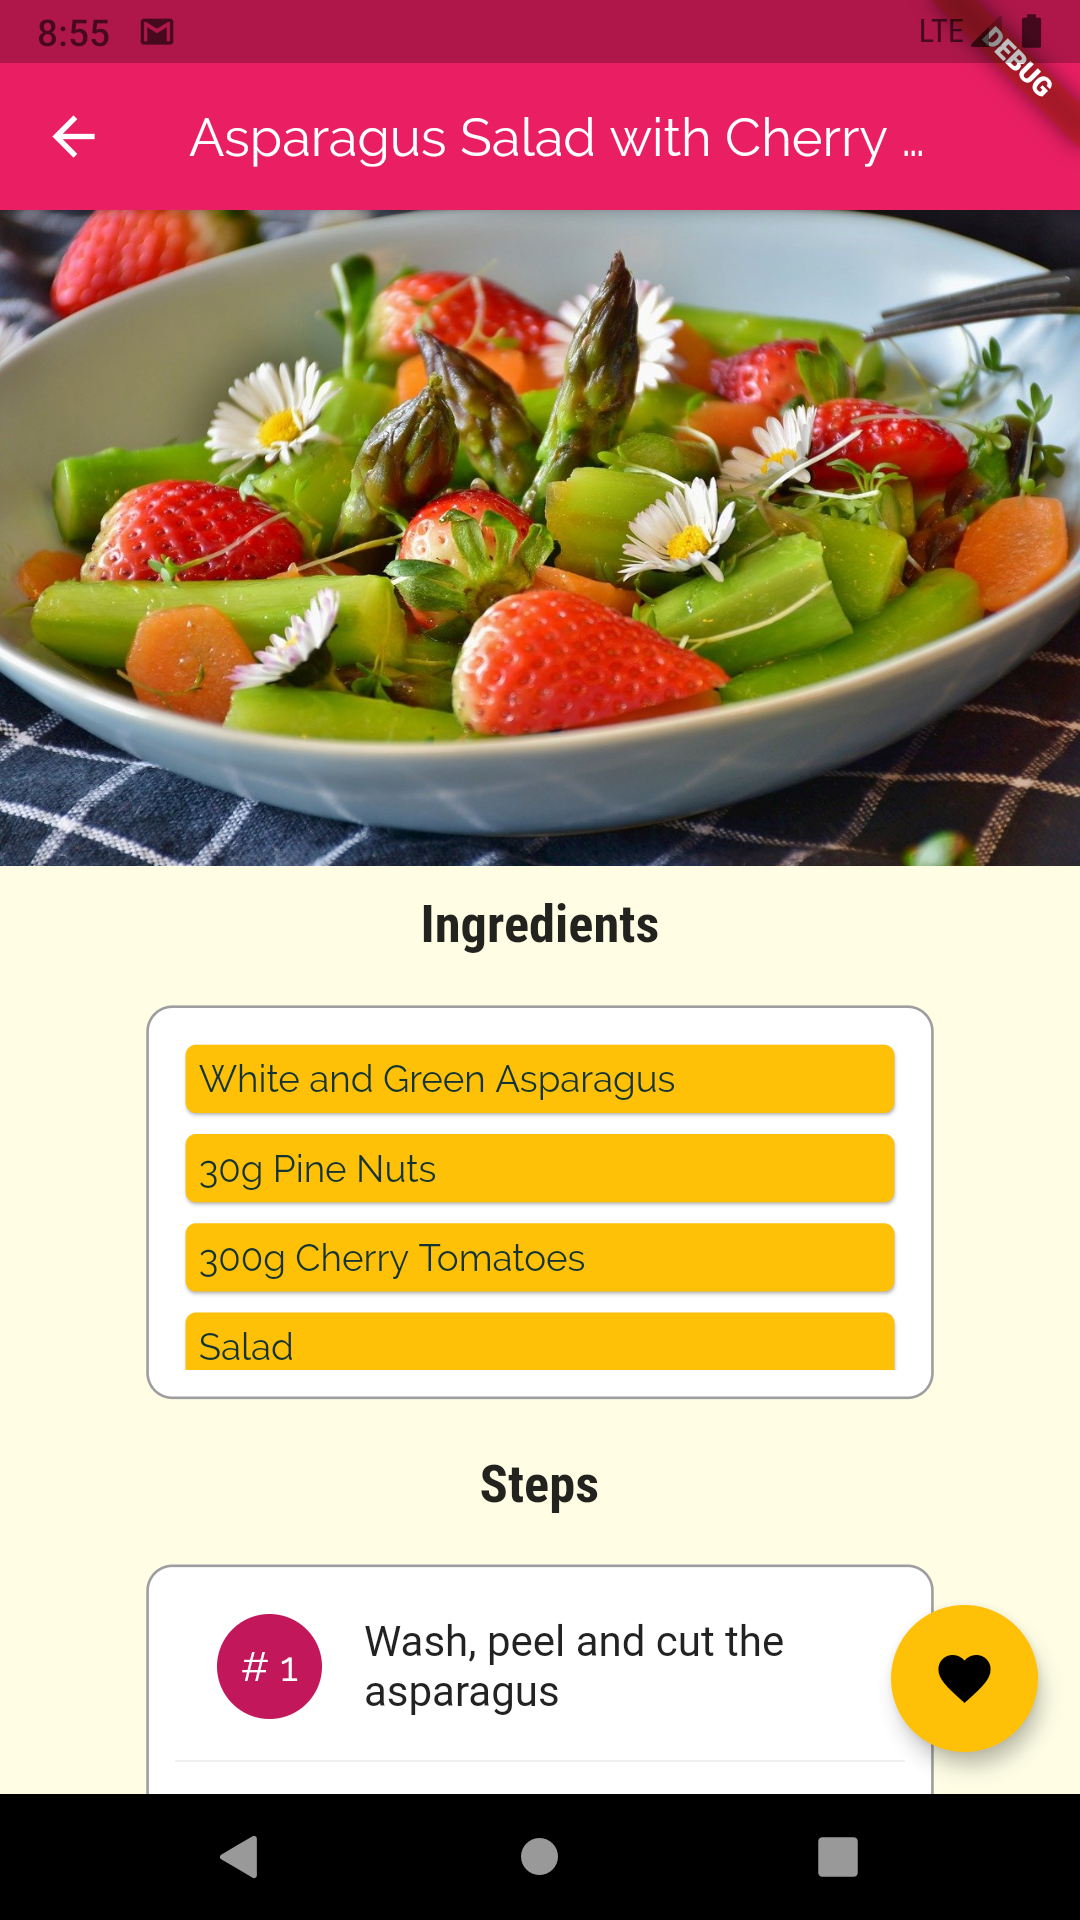 8:55
LTE
DEBUG
Asparagus Salad with Cherry ...
Ingredients
White and Green Asparagus
30g Pine Nuts
300g Cherry Tomatoes
Salad
Steps
# 1
Wash, peel and cut the
asparagus